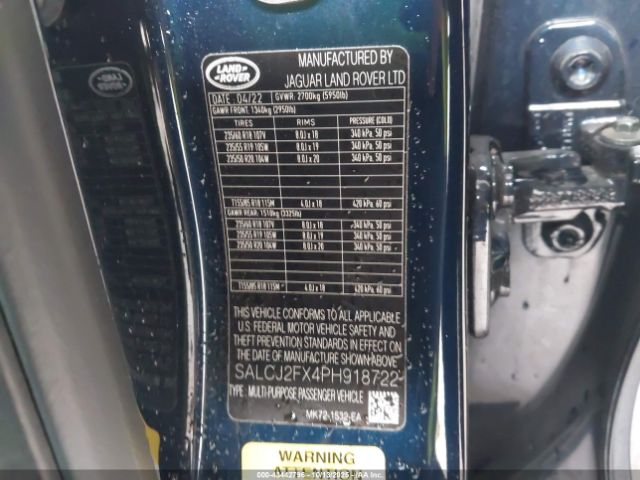 LAND
ROVER
MANUFACTURED BY
JAGUAR LAND ROVER LTD
DATE: 04/22 GVWR: 2700kg (5950lb)
GAWR FRONT: 1340kg (2950lb)
TIRES RIMS PRESSURE (COLD)
235/60 R18 107V 8.0J x 18 340 kPa, 50 psi
235/55 R19 105W 8.0J x 19 340 kPa, 50 psi
235/50 R20 104W 8.0J x 20 340 kPa, 50 psi
T155/85 R18 115M 4.0J x 18 420 kPa, 60 psi
GAWR REAR: 1510kg (3325lb)
235/60 R18 107V 8.0J x 18 340 kPa, 50 psi
235/55 R19 105W 8.0J x 19 340 kPa, 50 psi
235/50 R20 104W 8.0J x 20 340 kPa, 50 psi
T155/85 R18 115M 4.0J x 18 420 kPa, 60 psi
THIS VEHICLE CONFORMS TO ALL APPLICABLE
U.S. FEDERAL MOTOR VEHICLE SAFETY AND
THEFT PREVENTION STANDARDS IN EFFECT ON
THE DATE OF MANUFACTURE SHOWN ABOVE
SALCJ2FX4PH918722
TYPE: MULTI PURPOSE PASSENGER VEHICLE
MK72-1532-EA
WARNING
000-43442796 - 10/13/2025 - IAA